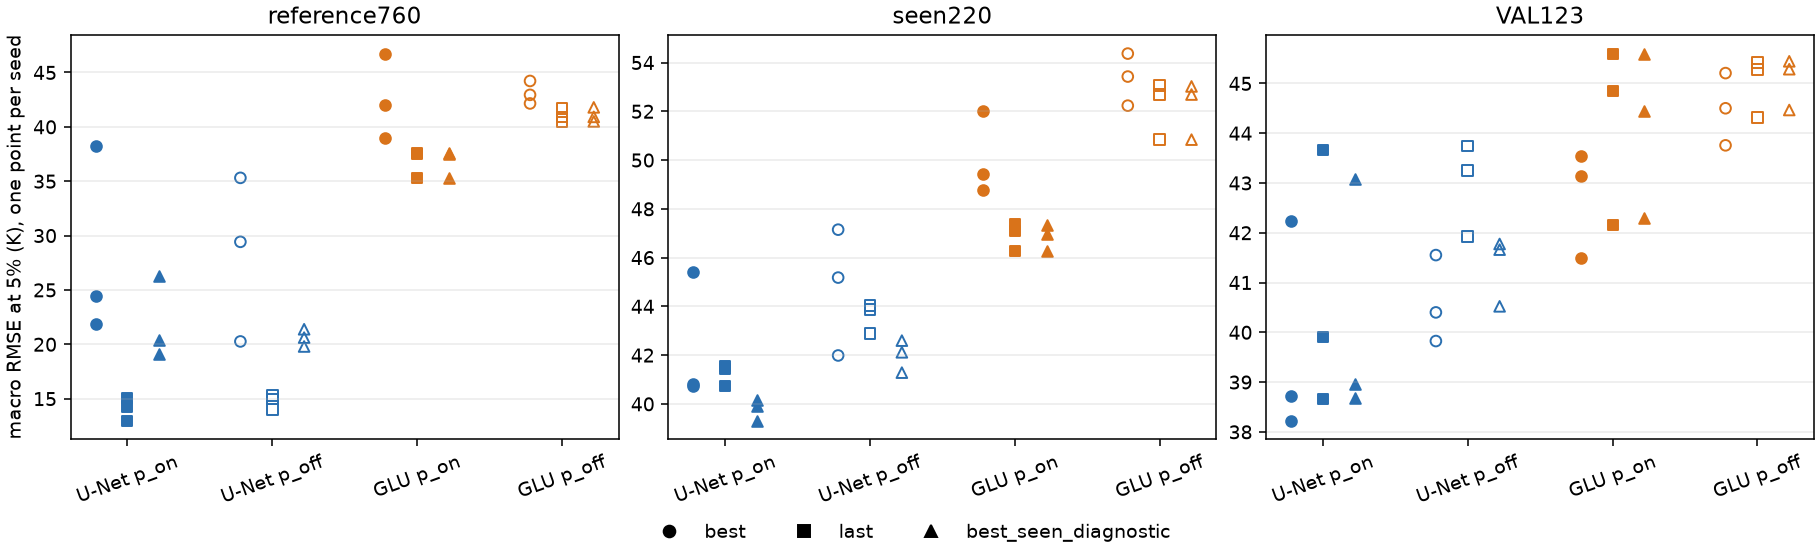 reference760
seen220
VAL123
macro RMSE at 5% (K), one point per seed
45
40
35
30
25
20
15
54
52
50
48
46
44
42
40
45
44
43
42
41
40
39
38
U-Net p_on
U-Net p_off
GLU p_on
GLU p_off
U-Net p_on
U-Net p_off
GLU p_on
GLU p_off
U-Net p_on
U-Net p_off
GLU p_on
GLU p_off
best
last
best_seen_diagnostic